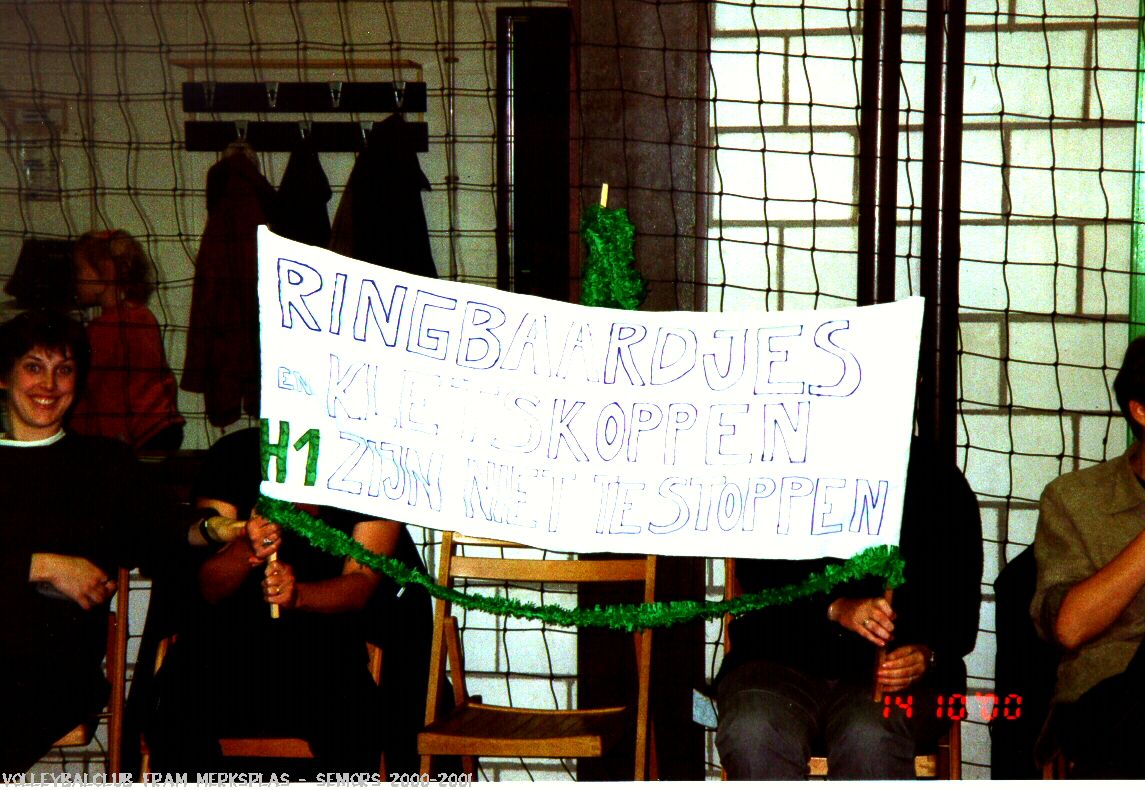 RINGBAARDJES
EN KLETSKOPPEN
H1 ZIJN NIET TE STOPPEN
14 10 '00
VOLLEYBALCLUB FRAM MERKSPLAS - SENIORS 2000-2001